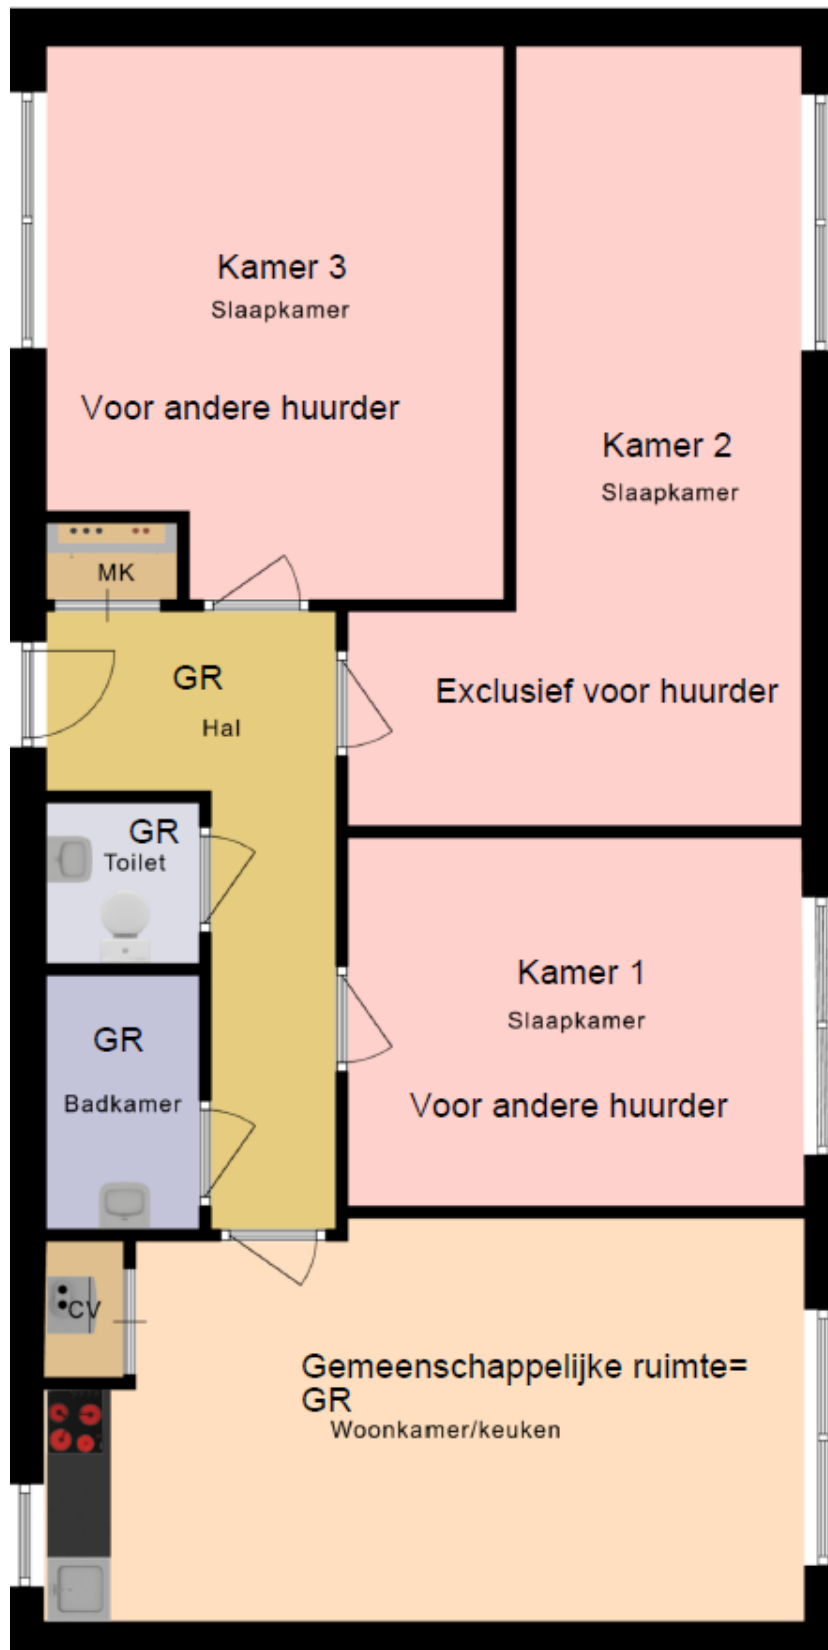 Kamer 3
Slaapkamer
Voor andere huurder
Kamer 2
Slaapkamer
MK
GR
Hal
Exclusief voor huurder
GR
Toilet
Kamer 1
Slaapkamer
GR
Badkamer
Voor andere huurder
CV
Gemeenschappelijke ruimte=
GR
Woonkamer/keuken